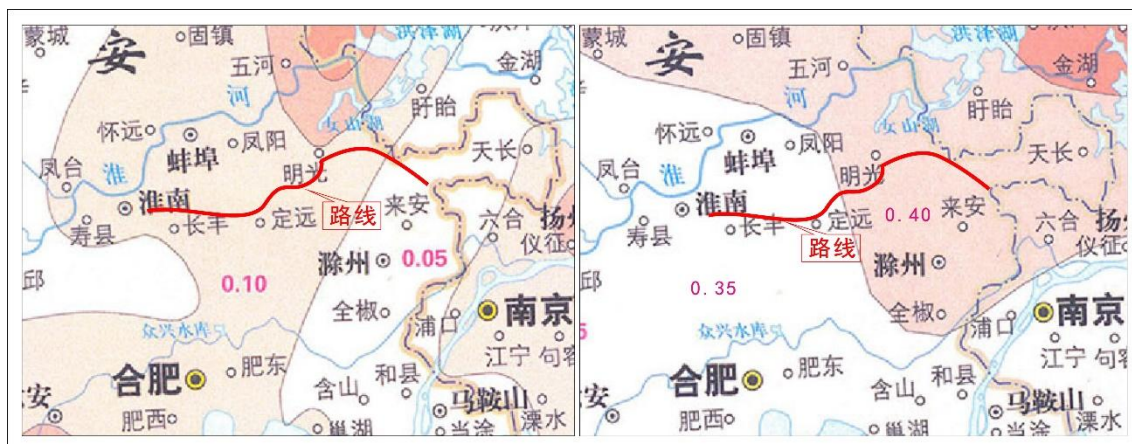 蒙城
固镇
洪泽湖
安
五河
金湖
河
盱眙
怀远
凤阳
女山湖
蚌埠
天长
凤台
明光
淮
淮南
路线
来安
六合
扬州
寿县
长丰
定远
仪征
滁州
0.05
邱
0.10
全椒
浦口
南京
众兴水库
江宁
句容
合肥
肥东
含山
和县
安
马鞍山
肥西
巢湖
当涂
溧水
蒙城
固镇
洪泽湖
安
五河
金湖
河
盱眙
怀远
凤阳
女山湖
蚌埠
天长
凤台
明光
淮
淮南
0.40
来安
六合
扬州
寿县
长丰
定远
路线
仪征
滁州
邱
0.35
全椒
浦口
南京
5
众兴水库
江宁
句容
合肥
肥东
含山
和县
安
马鞍山
肥西
巢湖
当涂
溧水